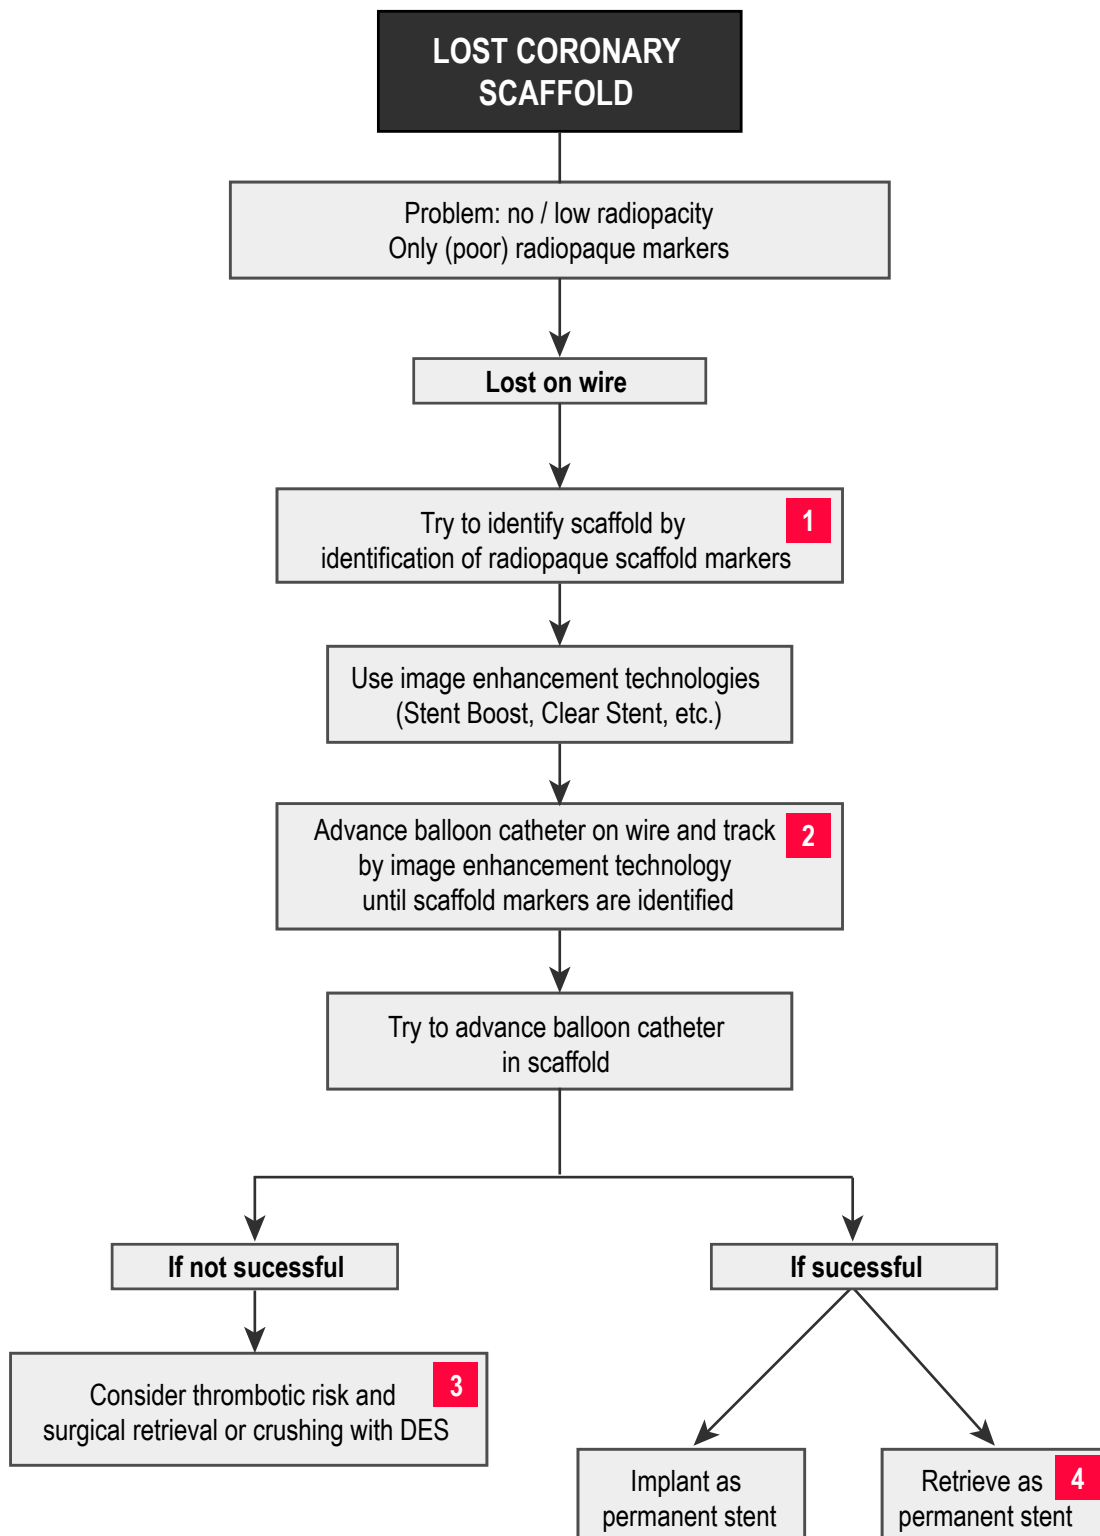 LOST CORONARY
SCAFFOLD
Problem: no / low radiopacity
Only (poor) radiopaque markers
Lost on wire
1
Try to identify scaffold by
identification of radiopaque scaffold markers
Use image enhancement technologies
(Stent Boost, Clear Stent, etc.)
2
Advance balloon catheter on wire and track
by image enhancement technology
until scaffold markers are identified
Try to advance balloon catheter
in scaffold
If not sucessful
If sucessful
3
Consider thrombotic risk and
surgical retrieval or crushing with DES
Implant as
permanent stent
4
Retrieve as
permanent stent